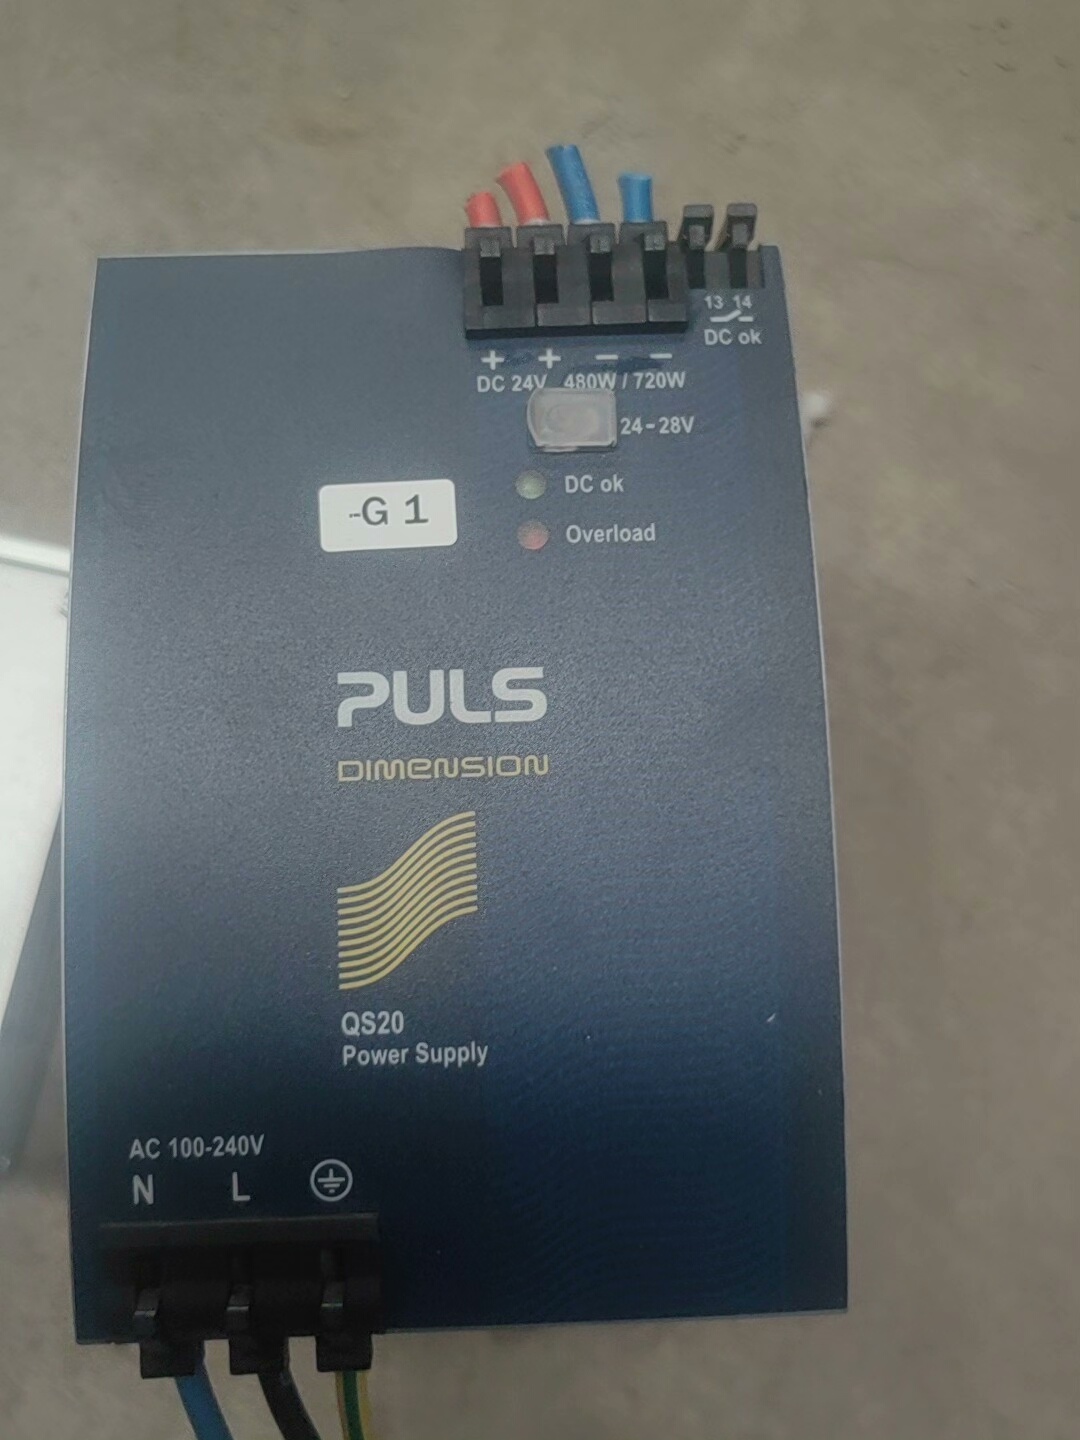 13 14
DC ok
+ + − −
DC 24V 480W / 720W
24-28V
DC ok
-G 1
Overload
PULS
DIMENSION
QS20
Power Supply
AC 100-240V
N L